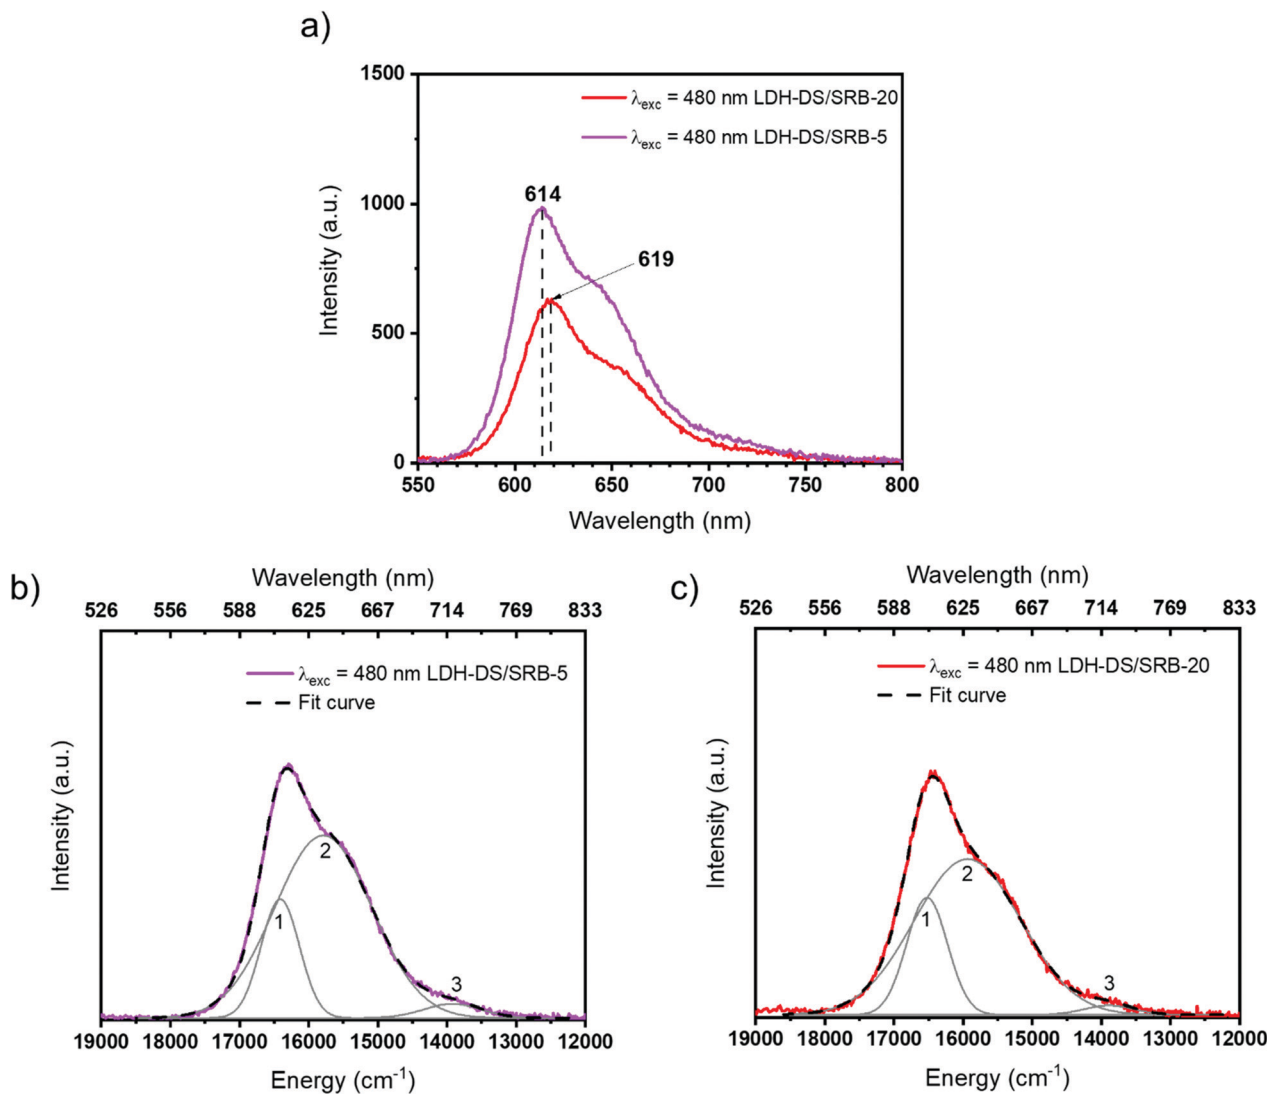 a)
1500
1000
500
0
Intensity (a.u.)
λexc = 480 nm LDH-DS/SRB-20
λexc = 480 nm LDH-DS/SRB-5
614
619
550 600 650 700 750 800
Wavelength (nm)
b)
Wavelength (nm)
526 556 588 625 667 714 769 833
λexc = 480 nm LDH-DS/SRB-5
Fit curve
Intensity (a.u.)
1
2
3
19000 18000 17000 16000 15000 14000 13000 12000
Energy (cm-1)
c)
Wavelength (nm)
526 556 588 625 667 714 769 833
λexc = 480 nm LDH-DS/SRB-20
Fit curve
Intensity (a.u.)
1
2
3
19000 18000 17000 16000 15000 14000 13000 12000
Energy (cm-1)